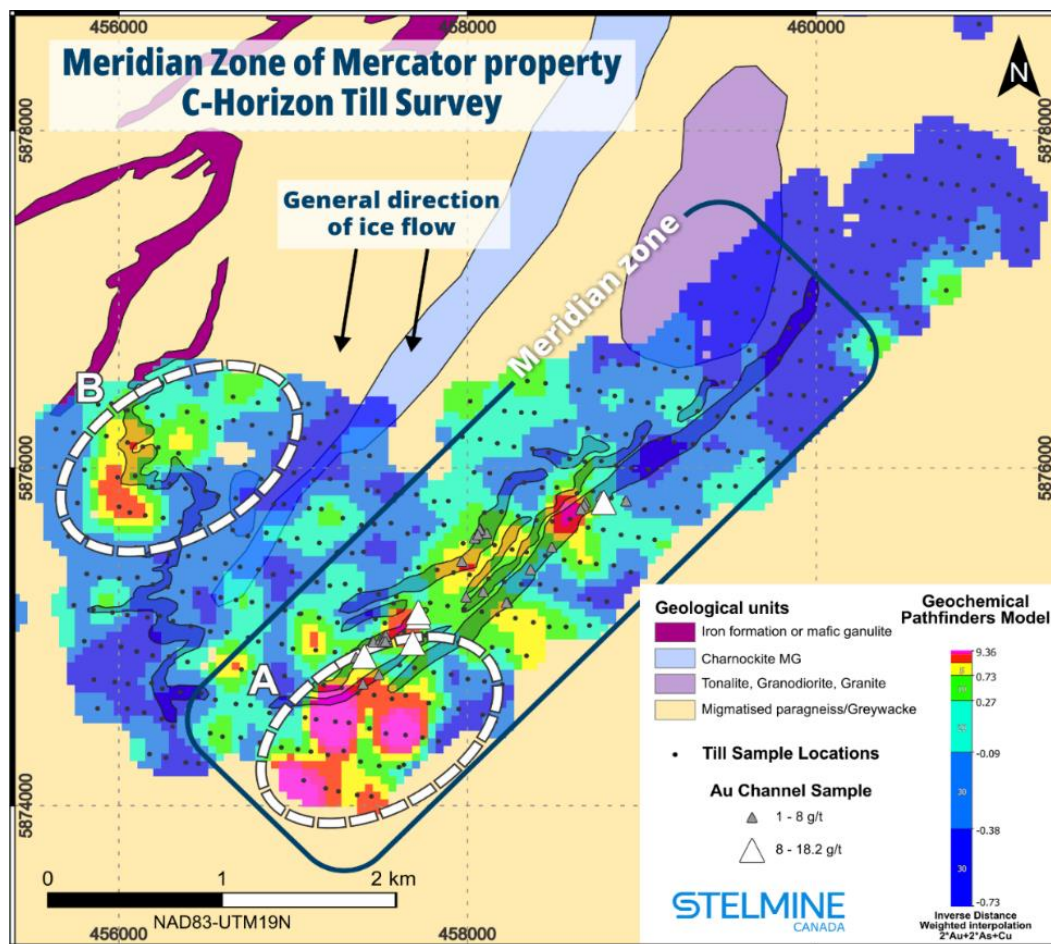 456000
458000
460000
Meridian Zone of Mercator property
C-Horizon Till Survey
N
5878000
5878000
General direction
of ice flow
Meridian zone
B
5876000
5876000
A
5874000
Geological units
Iron formation or mafic ganulite
Charnockite MG
Tonalite, Granodiorite, Granite
Migmatised paragneiss/Greywacke
Till Sample Locations
Au Channel Sample
1 - 8 g/t
8 - 18.2 g/t
STELMINE
CANADA
Geochemical
Pathfinders Model
9.36
0.73
0.27
-0.09
30
-0.38
30
-0.73
Inverse Distance
Weighted interpolation
2*Au+2*As+Cu
0
1
2 km
NAD83-UTM19N
456000
458000